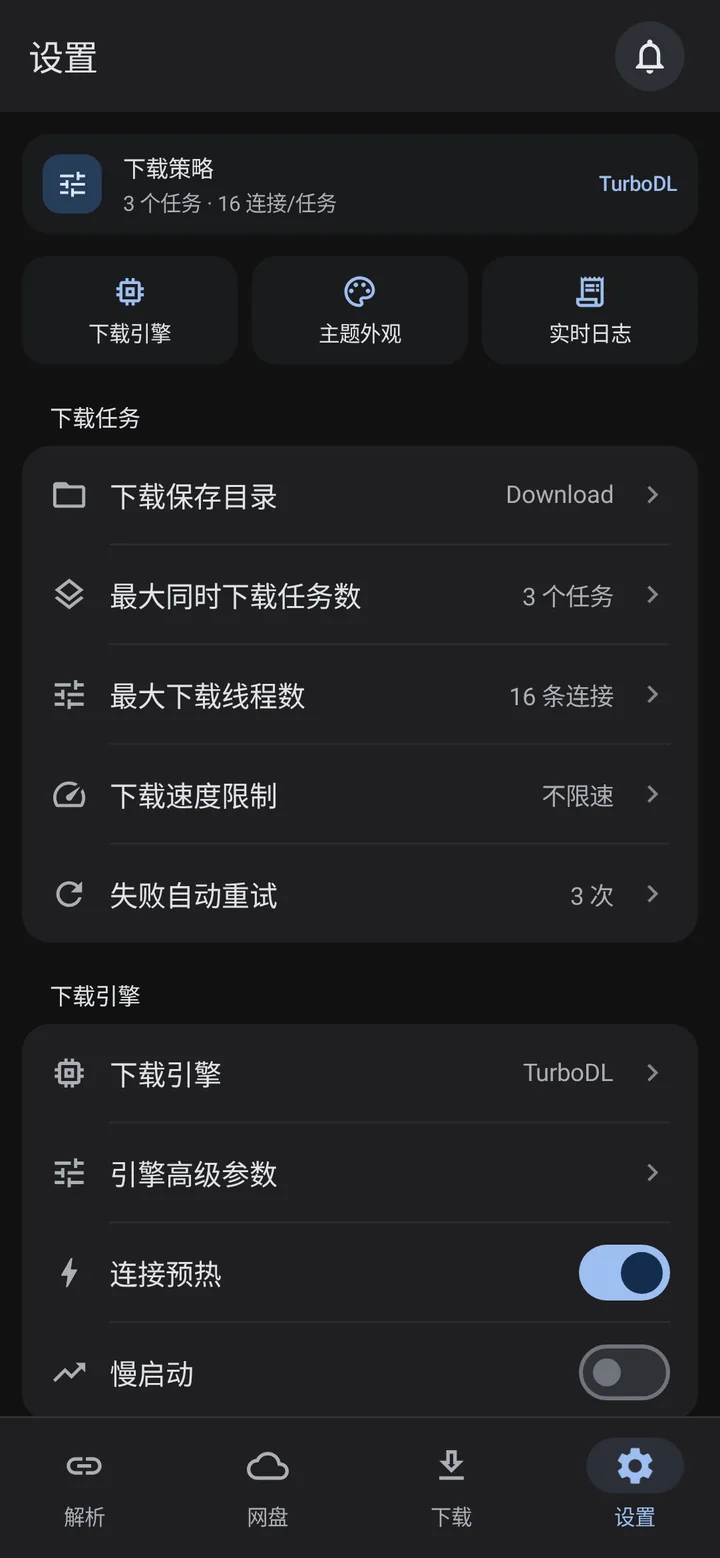 设置
下载策略
3 个任务 · 16 连接/任务
TurboDL
下载引擎
主题外观
实时日志
下载任务
下载保存目录 Download
最大同时下载任务数 3 个任务
最大下载线程数 16 条连接
下载速度限制 不限速
失败自动重试 3 次
下载引擎
下载引擎 TurboDL
引擎高级参数
连接预热
慢启动
解析
网盘
下载
设置